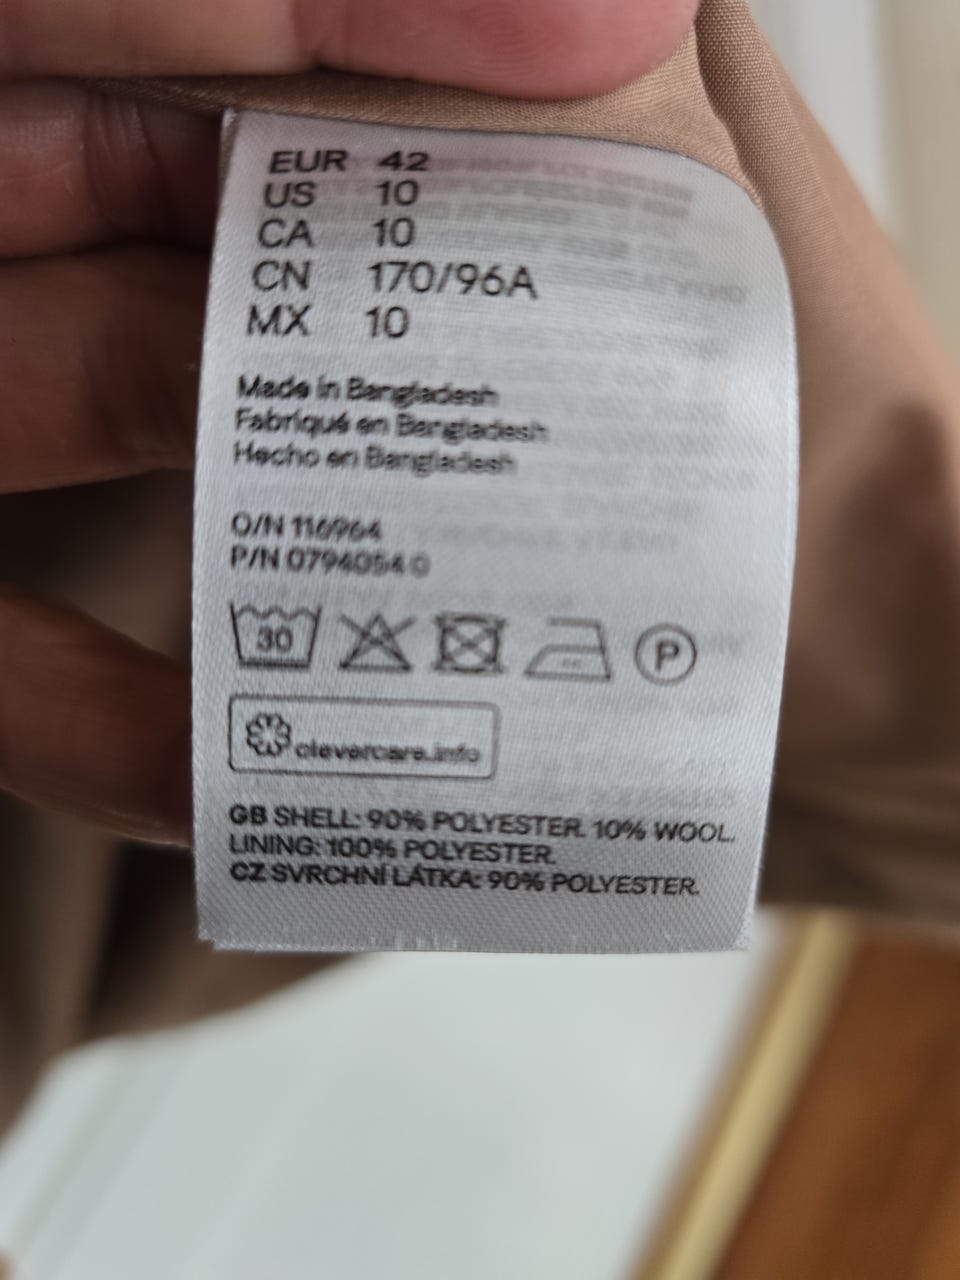 EUR 42
US 10
CA 10
CN 170/96A
MX 10
Made in Bangladesh
Fabriqué en Bangladesh
Hecho en Bangladesh
O/N 116964
P/N 0794054 0
30
P
clevercare.info
GB SHELL: 90% POLYESTER. 10% WOOL.
LINING: 100% POLYESTER.
CZ SVRCHNÍ LÁTKA: 90% POLYESTER.